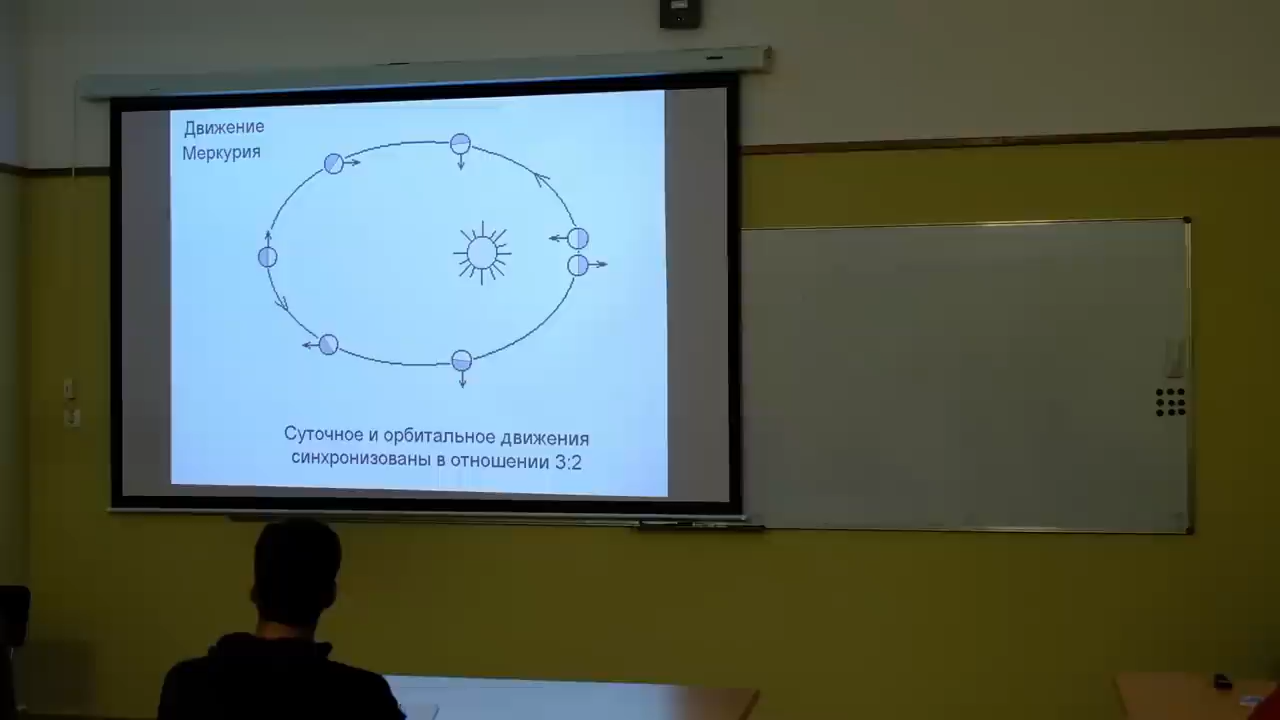 Движение
Меркурия
Суточное и орбитальное движения
синхронизованы в отношении 3:2